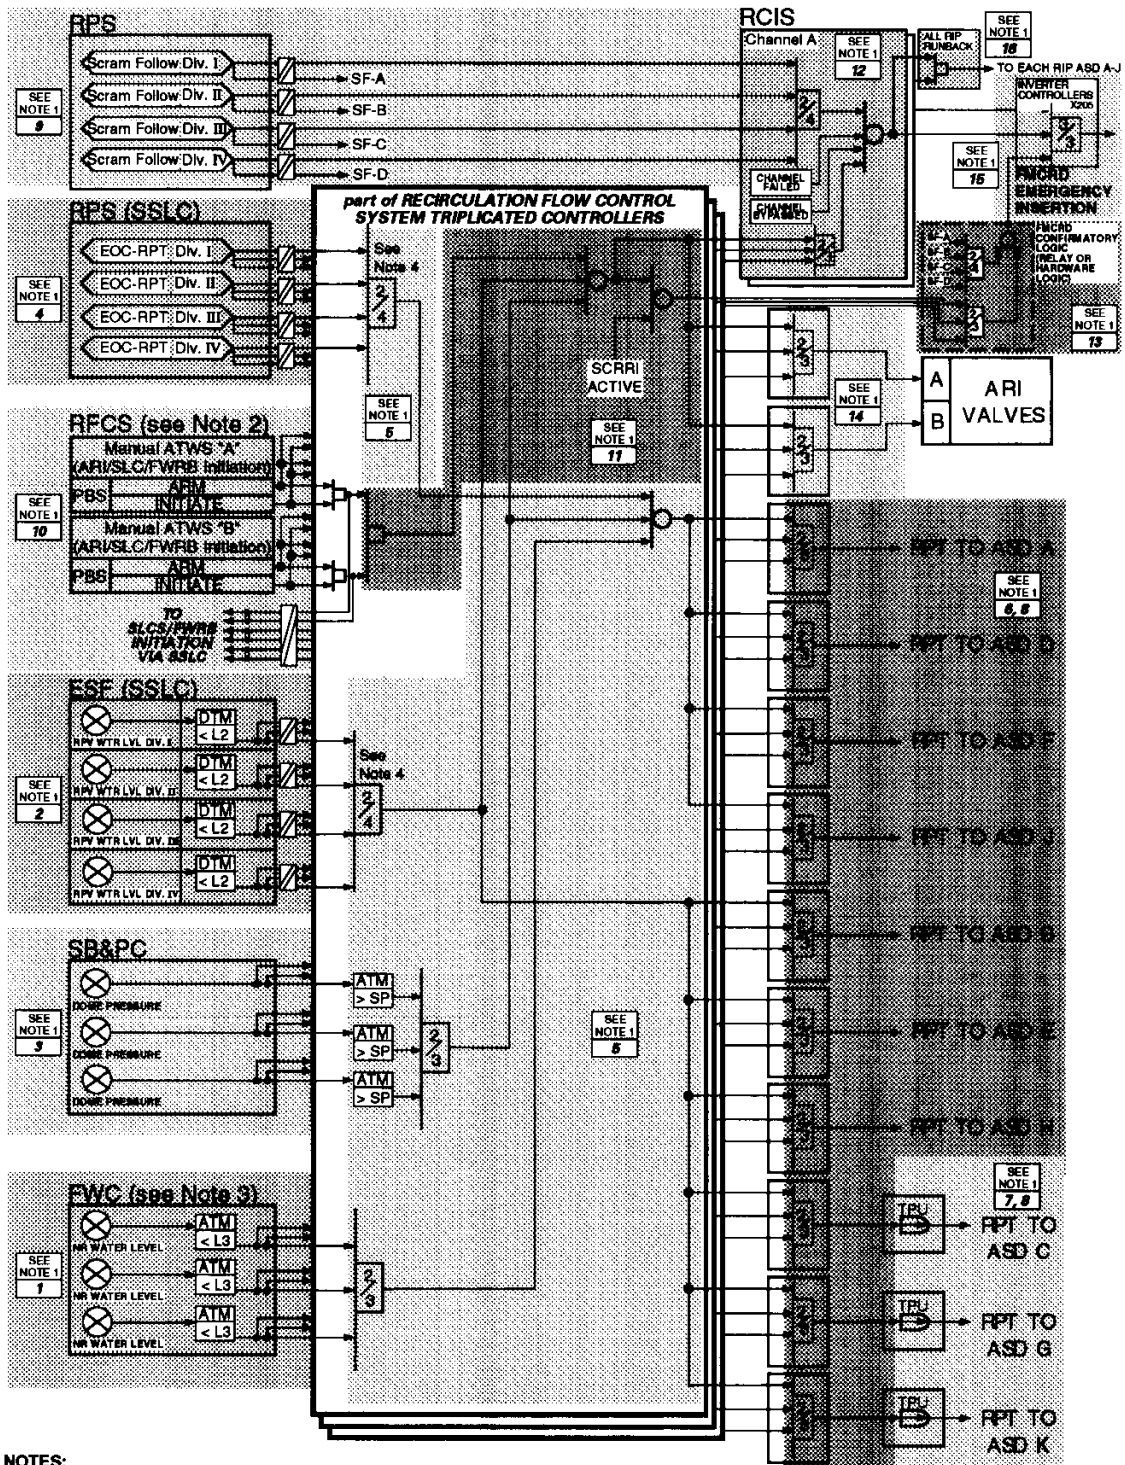 RPS
Scram Follow Div. I
SF-A
SEE NOTE 1
9
Scram Follow Div. II
SF-B
Scram Follow Div. III
SF-C
Scram Follow Div. IV
SF-D
RCIS
Channel A
SEE NOTE 1
12
2/4
CHANNEL FAILED
CHANNEL BYPASSED
ALL RIP RUNBACK
SEE NOTE 1
16
TO EACH RIP ASD A-J
INVERTER CONTROLLERS
X205
SEE NOTE 1
15
FMCRD EMERGENCY INSERTION
FMCRD CONFIRMATORY LOGIC (RELAY OR HARDWARE LOGIC)
SF-A
SF-B
SF-C
SF-D
2/4
2/3
SEE NOTE 1
13
part of RECIRCULATION FLOW CONTROL
SYSTEM TRIPLICATED CONTROLLERS
RPS (SSLC)
EOC-RPT Div. I
EOC-RPT Div. II
EOC-RPT Div. III
EOC-RPT Div. IV
SEE NOTE 1
4
See Note 4
2/4
SEE NOTE 1
5
SCRRI ACTIVE
SEE NOTE 1
11
2/3
2/3
SEE NOTE 1
14
A
B
ARI VALVES
RFCS (see Note 2)
Manual ATWS "A"
(ARI/SLC/FWRB Initiation)
PBS
ARM
INITIATE
Manual ATWS "B"
(ARI/SLC/FWRB Initiation)
PBS
ARM
INITIATE
SEE NOTE 1
10
TO
SLCS/FWRB
INITIATION
VIA SSLC
ESF (SSLC)
DTM
< L2
RPV WTR LVL DIV. I
DTM
< L2
RPV WTR LVL DIV. II
DTM
< L2
RPV WTR LVL DIV. III
DTM
< L2
RPV WTR LVL DIV. IV
SEE NOTE 1
2
See Note 4
2/4
SB&PC
DOME PRESSURE
DOME PRESSURE
DOME PRESSURE
SEE NOTE 1
3
ATM
> SP
ATM
> SP
ATM
> SP
2/3
SEE NOTE 1
5
FWC (see Note 3)
ATM
< L3
NR WATER LEVEL
ATM
< L3
NR WATER LEVEL
ATM
< L3
NR WATER LEVEL
SEE NOTE 1
1
2/3
RPT TO ASD A
SEE NOTE 1
6, 8
RPT TO ASD D
RPT TO ASD F
RPT TO ASD J
RPT TO ASD B
RPT TO ASD E
RPT TO ASD H
SEE NOTE 1
7, 8
TPU
RPT TO ASD C
TPU
RPT TO ASD G
TPU
RPT TO ASD K
NOTES: